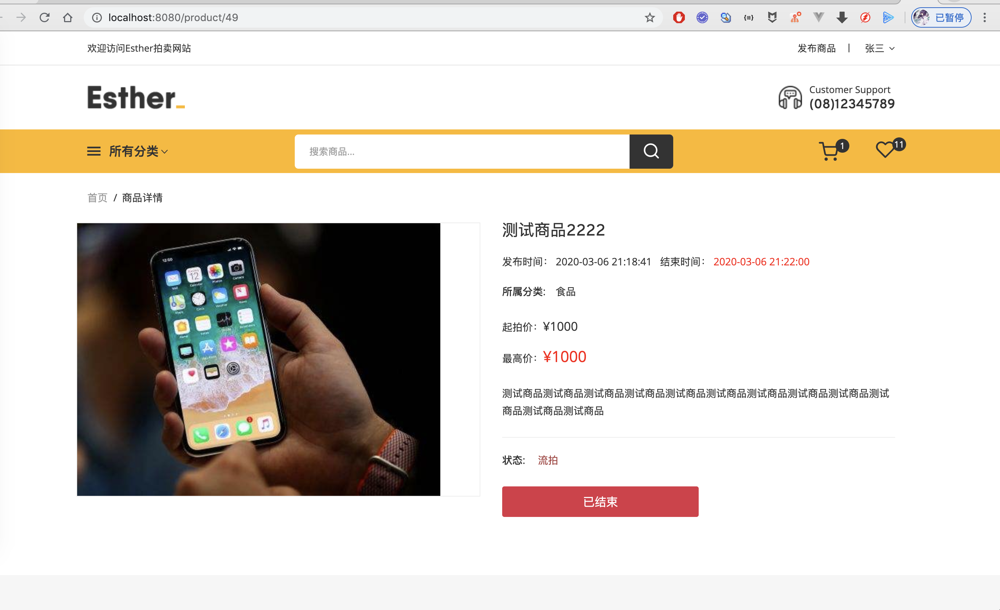 localhost:8080/product/49
已暂停
欢迎访问Esther拍卖网站
发布商品 | 张三
Esther_
Customer Support
(08)12345789
所有分类
搜索商品...
1
11
首页 / 商品详情
测试商品2222
发布时间： 2020-03-06 21:18:41 结束时间： 2020-03-06 21:22:00
所属分类: 食品
起拍价：¥1000
最高价：¥1000
测试商品测试商品测试商品测试商品测试商品测试商品测试商品测试商品测试商品测试
商品测试商品测试商品
状态: 流拍
已结束
12:50
12